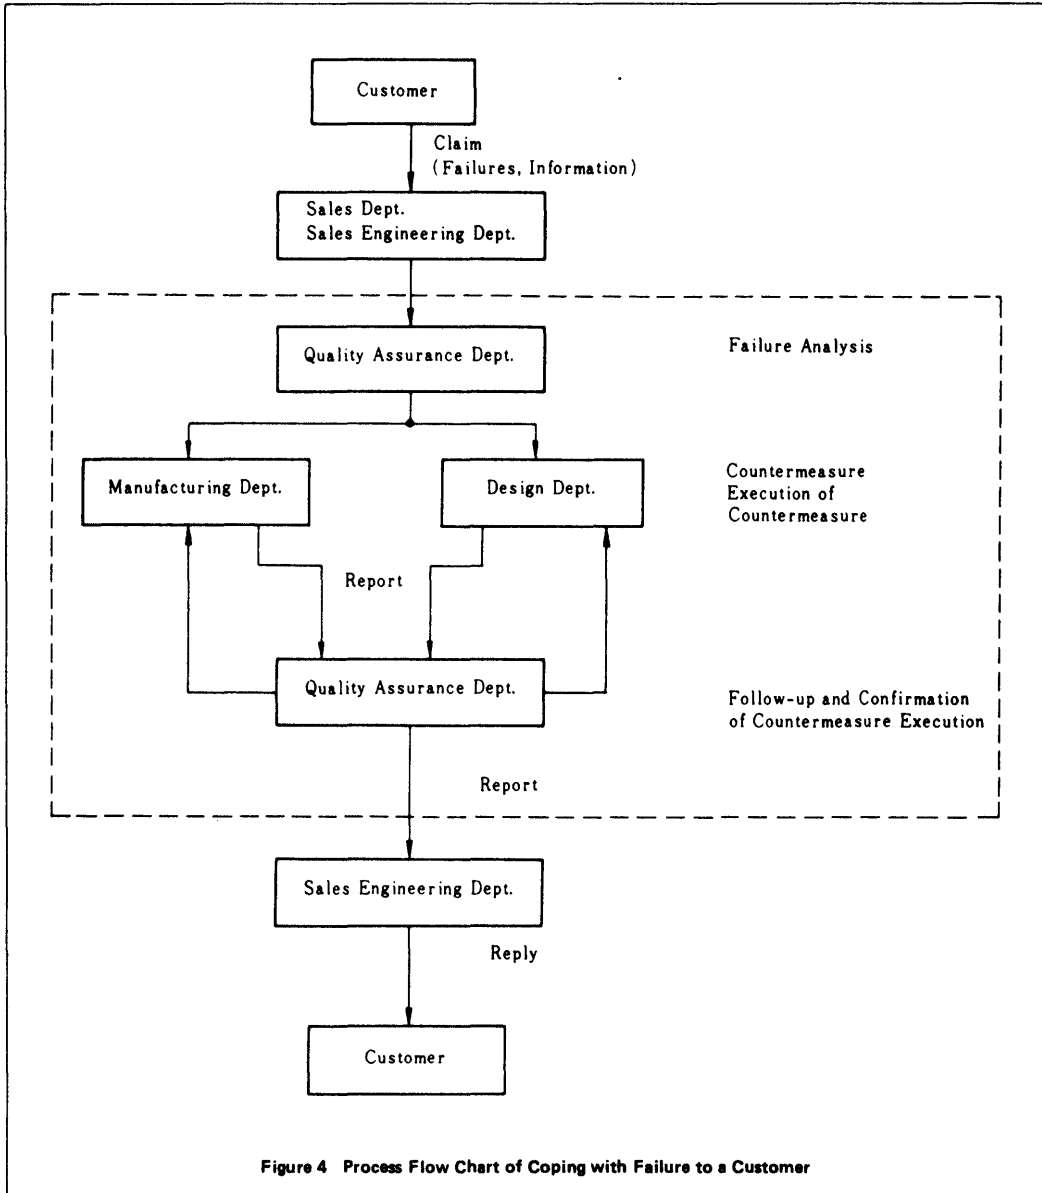 Customer
Claim
(Failures, Information)
Sales Dept.
Sales Engineering Dept.
Quality Assurance Dept.
Failure Analysis
Manufacturing Dept.
Design Dept.
Countermeasure
Execution of
Countermeasure
Report
Quality Assurance Dept.
Follow-up and Confirmation
of Countermeasure Execution
Report
Sales Engineering Dept.
Reply
Customer
Figure 4 Process Flow Chart of Coping with Failure to a Customer